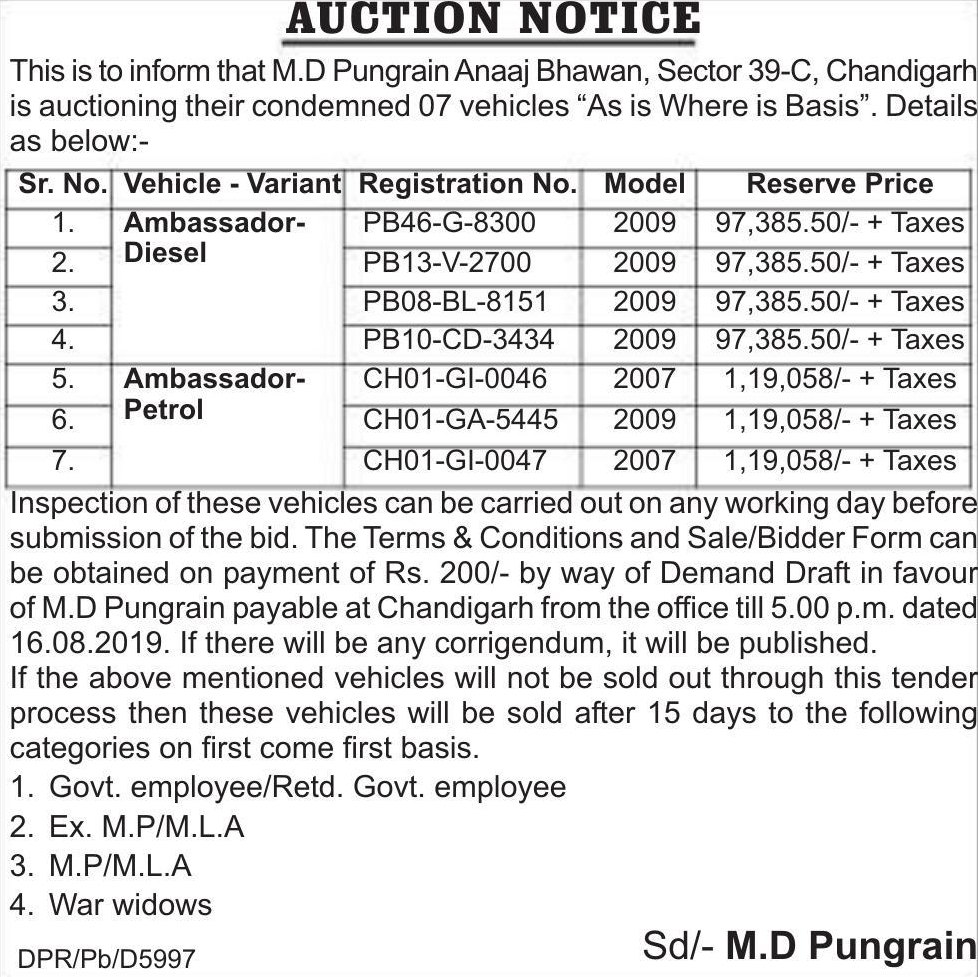 AUCTION NOTICE
This is to inform that M.D Pungrain Anaaj Bhawan, Sector 39-C, Chandigarh
is auctioning their condemned 07 vehicles “As is Where is Basis”. Details
as below:-
Sr. No. Vehicle - Variant Registration No. Model Reserve Price
1. Ambassador- PB46-G-8300 2009 97,385.50/- + Taxes
Diesel
2. PB13-V-2700 2009 97,385.50/- + Taxes
3. PB08-BL-8151 2009 97,385.50/- + Taxes
4. PB10-CD-3434 2009 97,385.50/- + Taxes
5. Ambassador- CH01-GI-0046 2007 1,19,058/- + Taxes
Petrol
6. CH01-GA-5445 2009 1,19,058/- + Taxes
7. CH01-GI-0047 2007 1,19,058/- + Taxes
Inspection of these vehicles can be carried out on any working day before
submission of the bid. The Terms & Conditions and Sale/Bidder Form can
be obtained on payment of Rs. 200/- by way of Demand Draft in favour
of M.D Pungrain payable at Chandigarh from the office till 5.00 p.m. dated
16.08.2019. If there will be any corrigendum, it will be published.
If the above mentioned vehicles will not be sold out through this tender
process then these vehicles will be sold after 15 days to the following
categories on first come first basis.
1. Govt. employee/Retd. Govt. employee
2. Ex. M.P/M.L.A
3. M.P/M.L.A
4. War widows
Sd/- M.D Pungrain
DPR/Pb/D5997